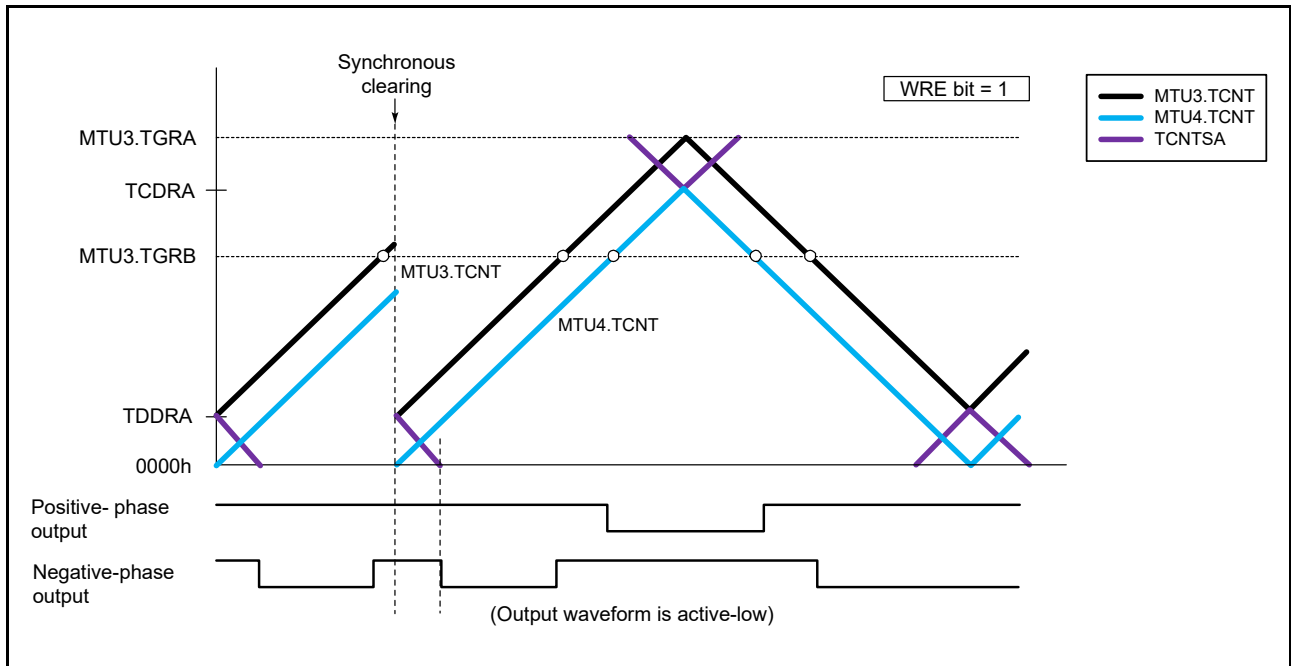 Synchronous
clearing
WRE bit = 1
MTU3.TCNT
MTU4.TCNT
TCNTSA
MTU3.TGRA
TCDRA
MTU3.TGRB
MTU3.TCNT
MTU4.TCNT
TDDRA
0000h
Positive- phase
output
Negative-phase
output
(Output waveform is active-low)